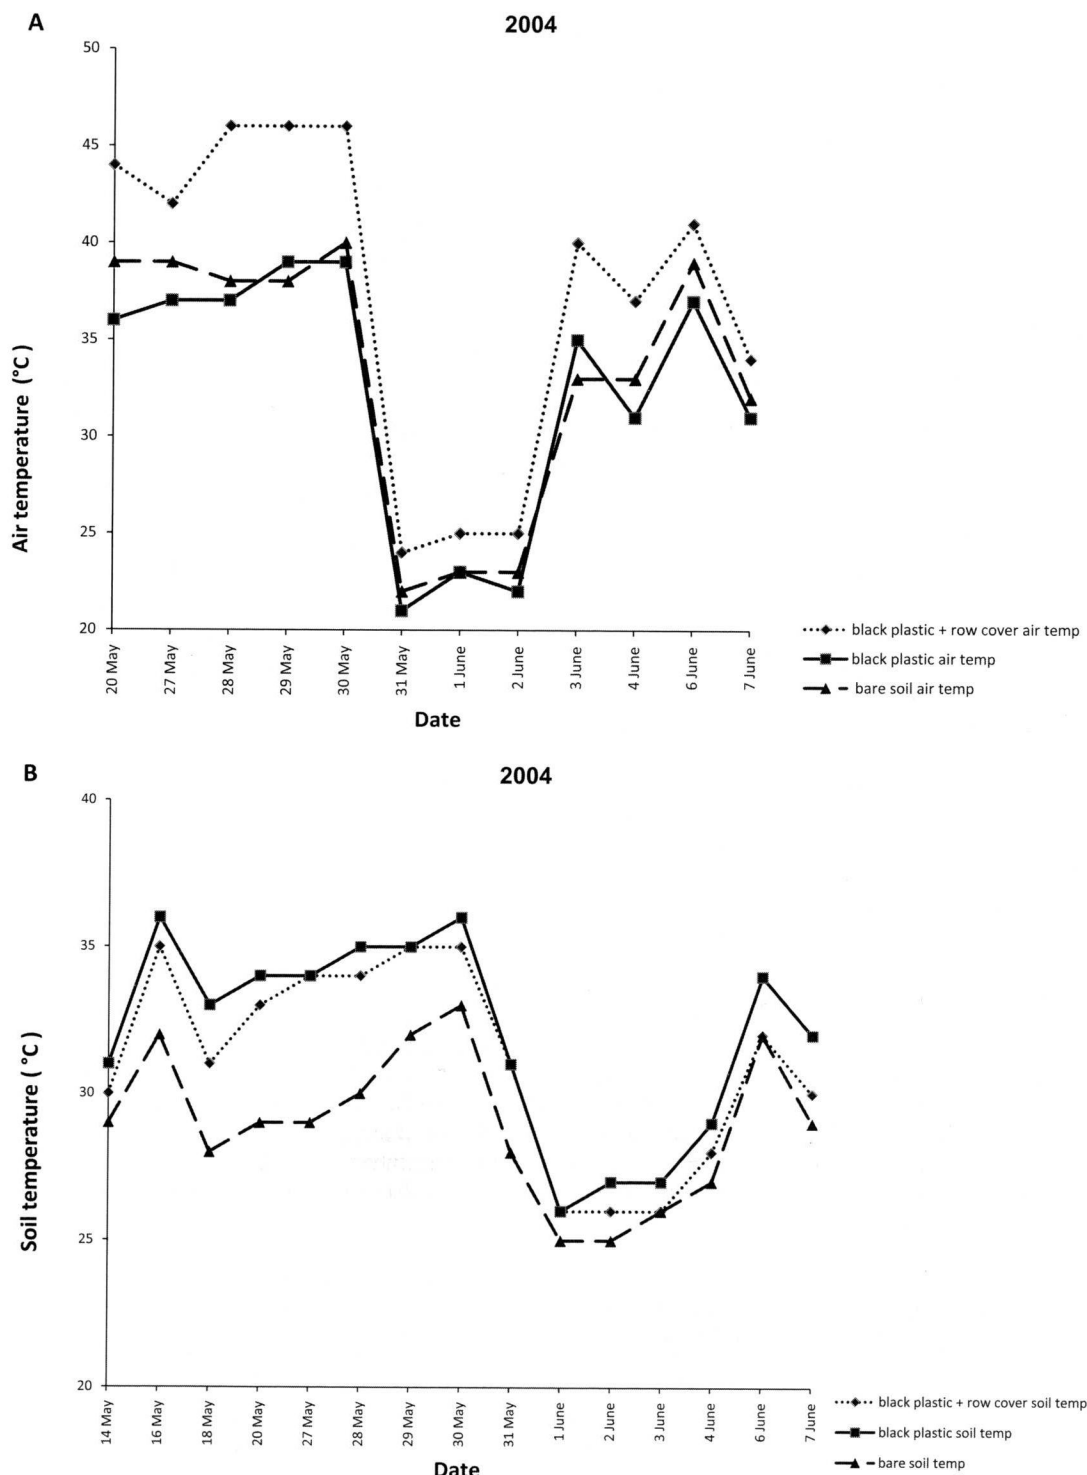 A
2004
50
45
40
35
30
25
20
Air temperature (°C)
20 May
27 May
28 May
29 May
30 May
31 May
1 June
2 June
3 June
4 June
6 June
7 June
Date
black plastic + row cover air temp
black plastic air temp
bare soil air temp
B
2004
40
35
30
25
20
Soil temperature ( °C)
14 May
16 May
18 May
20 May
27 May
28 May
29 May
30 May
31 May
1 June
2 June
3 June
4 June
6 June
7 June
Date
black plastic + row cover soil temp
black plastic soil temp
bare soil temp